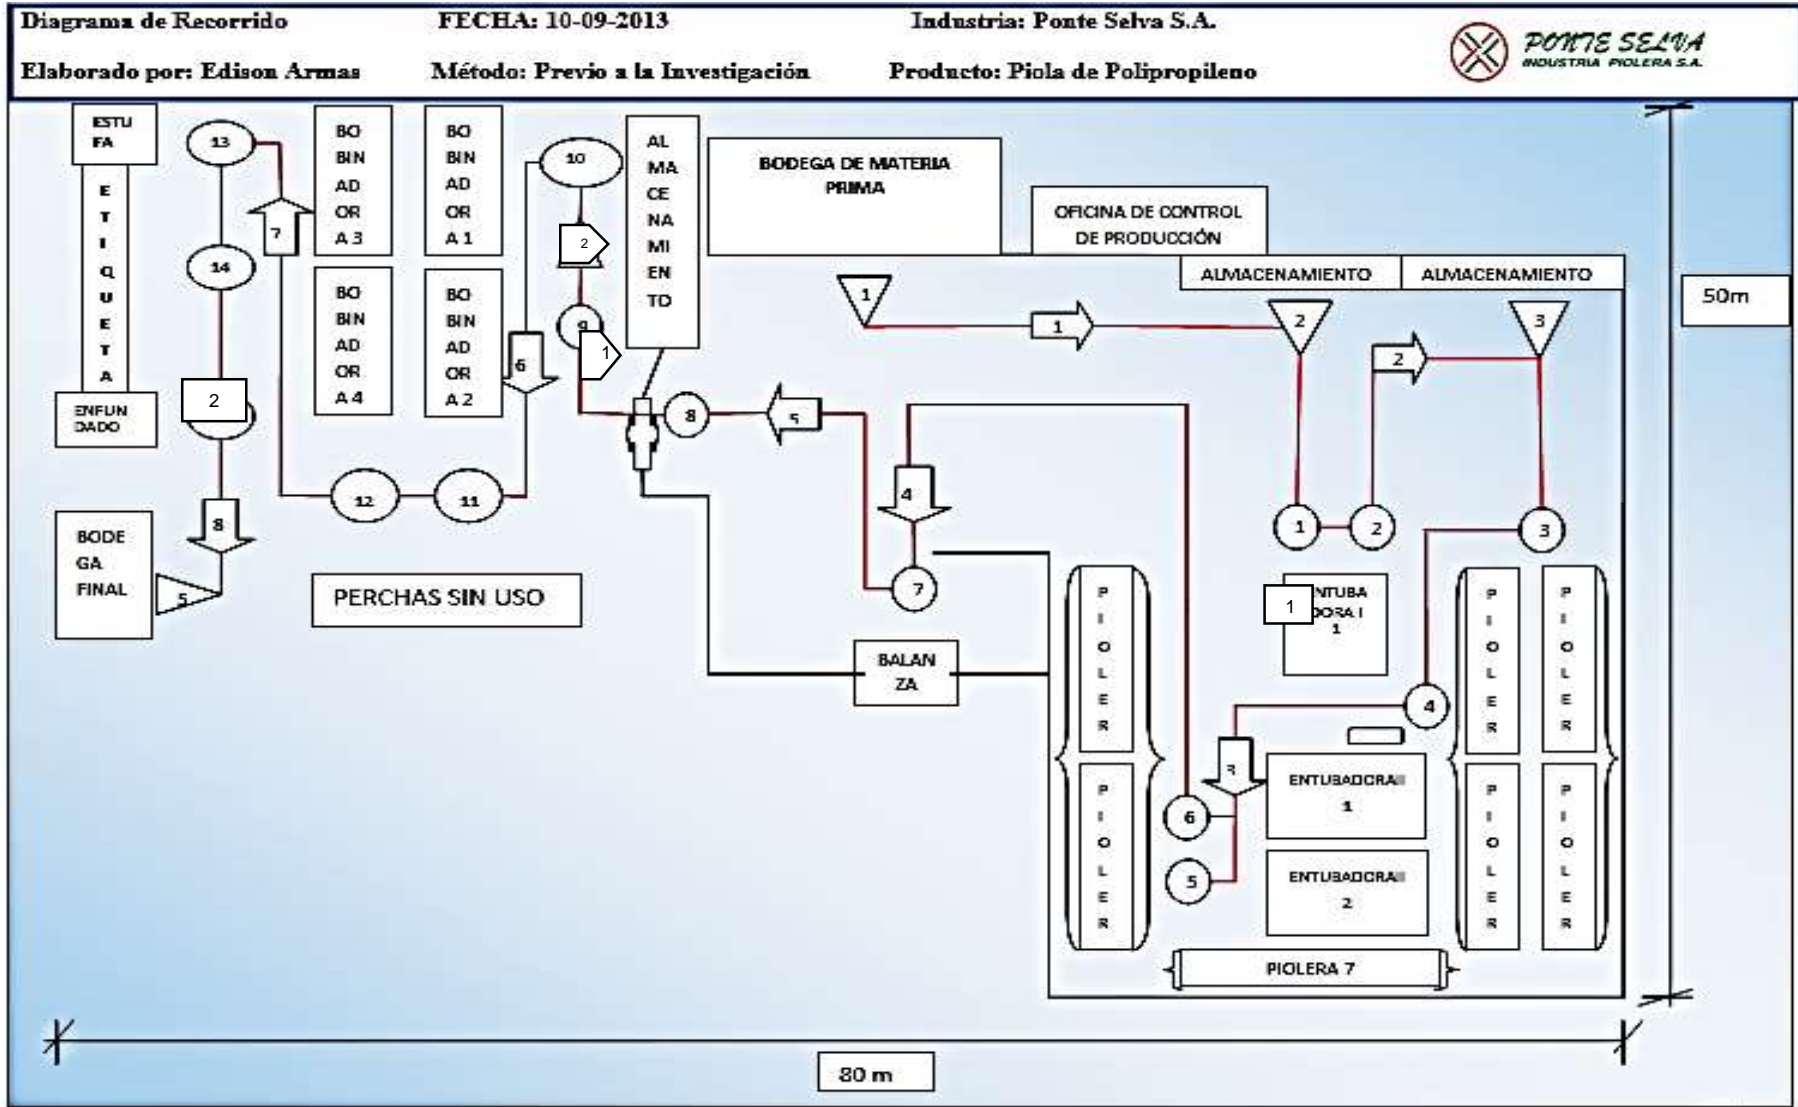 Diagrama de Recorrido
FECHA: 10-09-2013
Industria: Ponte Selva S.A.
Elaborado por: Edison Armas
Método: Previo a la Investigación
Producto: Piola de Polipropileno
PONTE SELVA
INDUSTRIA PIOLERA S.A.
ESTU
FA
E
T
I
Q
U
E
T
A
ENFUN
DADO
BODE
GA
FINAL
13
14
2
8
5
7
BO
BIN
AD
OR
A 3
BO
BIN
AD
OR
A 4
BO
BIN
AD
OR
A 1
BO
BIN
AD
OR
A 2
12
11
6
10
2
9
1
PERCHAS SIN USO
AL
MA
CE
NA
MI
EN
TO
8
5
BODEGA DE MATERIA
PRIMA
OFICINA DE CONTROL
DE PRODUCCIÓN
ALMACENAMIENTO
ALMACENAMIENTO
1
1
2
2
3
4
7
1
2
3
BALAN
ZA
P
I
O
L
E
R
P
I
O
L
E
R
1
NTUBA
DORA I
1
4
3
6
5
ENTUBADORAII
1
ENTUBADORAII
2
P
I
O
L
E
R
P
I
O
L
E
R
P
I
O
L
E
R
P
I
O
L
E
R
PIOLERA 7
50m
80 m